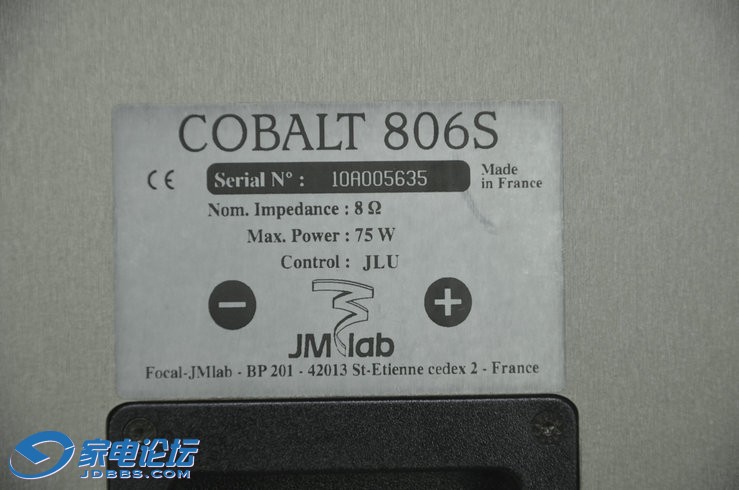 COBALT 806S
CE
Serial N° : 10A005635
Made
in France
Nom. Impedance : 8 Ω
Max. Power : 75 W
Control : JLU
− +
JMlab
Focal-JMlab - BP 201 - 42013 St-Etienne cedex 2 - France
家电论坛
JDBBS.COM